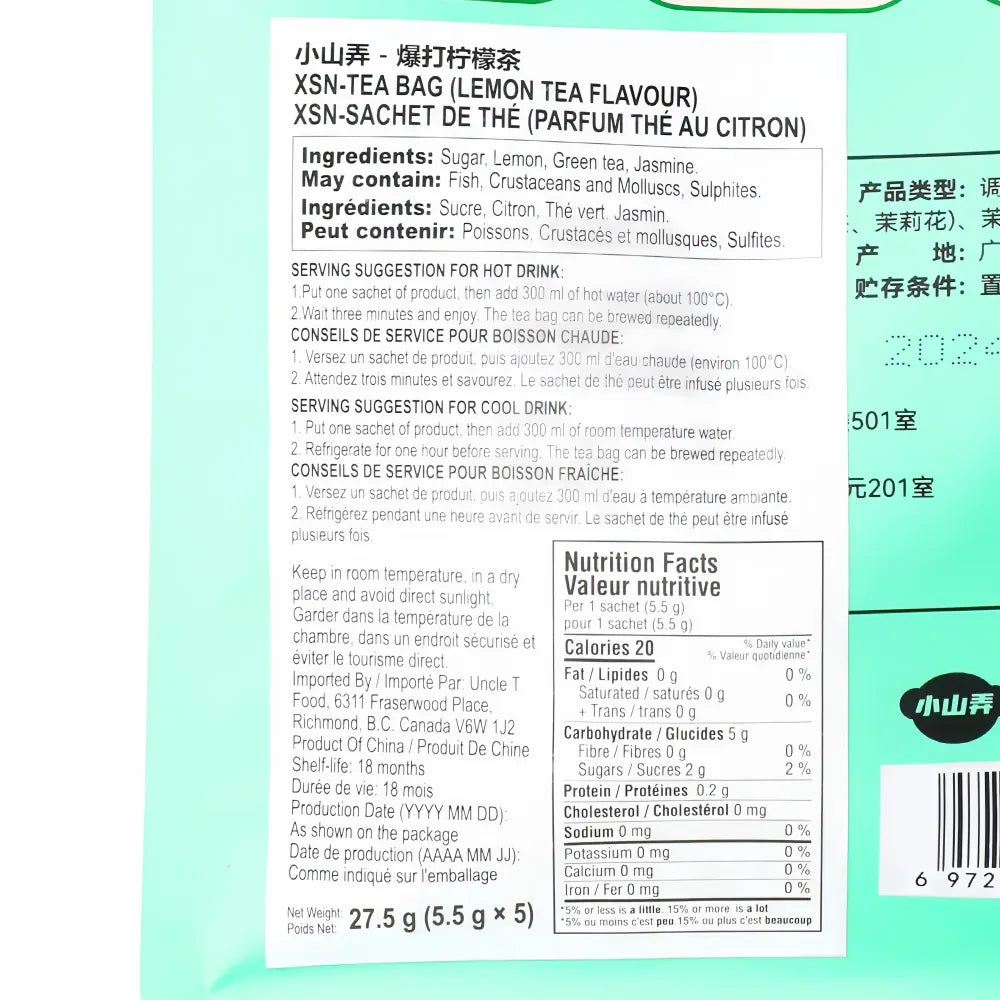 小山弄 - 爆打柠檬茶
XSN-TEA BAG (LEMON TEA FLAVOUR)
XSN-SACHET DE THÉ (PARFUM THÉ AU CITRON)
Ingredients: Sugar, Lemon, Green tea, Jasmine.
May contain: Fish, Crustaceans and Molluscs, Sulphites.
Ingrédients: Sucre, Citron, Thé vert. Jasmin.
Peut contenir: Poissons, Crustacés et mollusques, Sulfites.
SERVING SUGGESTION FOR HOT DRINK:
1.Put one sachet of product, then add 300 ml of hot water (about 100°C).
2.Wait three minutes and enjoy. The tea bag can be brewed repeatedly.
CONSEILS DE SERVICE POUR BOISSON CHAUDE:
1. Versez un sachet de produit, puis ajoutez 300 ml d'eau chaude (environ 100°C).
2. Attendez trois minutes et savourez. Le sachet de thé peut être infusé plusieurs fois.
SERVING SUGGESTION FOR COOL DRINK:
1. Put one sachet of product, then add 300 ml of room temperature water.
2. Refrigerate for one hour before serving. The tea bag can be brewed repeatedly.
CONSEILS DE SERVICE POUR BOISSON FRAÎCHE:
1. Versez un sachet de produit, puis ajoutez 300 ml d'eau à température ambiante.
2. Réfrigérez pendant une heure avant de servir. Le sachet de thé peut être infusé
plusieurs fois.
Keep in room temperature, in a dry
place and avoid direct sunlight.
Garder dans la température de la
chambre, dans un endroit sécurisé et
éviter le tourisme direct.
Imported By / Importé Par: Uncle T
Food, 6311 Fraserwood Place,
Richmond, B.C. Canada V6W 1J2
Product Of China / Produit De Chine
Shelf-life: 18 months
Durée de vie: 18 mois
Production Date (YYYY MM DD):
As shown on the package
Date de production (AAAA MM JJ):
Comme indiqué sur l'emballage
Net Weight:
Poids Net: 27.5 g (5.5 g × 5)
Nutrition Facts
Valeur nutritive
Per 1 sachet (5.5 g)
pour 1 sachet (5.5 g)
Calories 20 % Daily value*
% Valeur quotidienne*
Fat / Lipides 0 g 0 %
Saturated / saturés 0 g
+ Trans / trans 0 g 0 %
Carbohydrate / Glucides 5 g
Fibre / Fibres 0 g 0 %
Sugars / Sucres 2 g 2 %
Protein / Protéines 0.2 g
Cholesterol / Cholestérol 0 mg
Sodium 0 mg 0 %
Potassium 0 mg 0 %
Calcium 0 mg 0 %
Iron / Fer 0 mg 0 %
*5% or less is a little. 15% or more is a lot
*5% ou moins c'est peu 15% ou plus c'est beaucoup
产品类型: 调
、茉莉花)、茉
产 地: 广
贮存条件: 置
2024
501室
元201室
小山弄
6 972